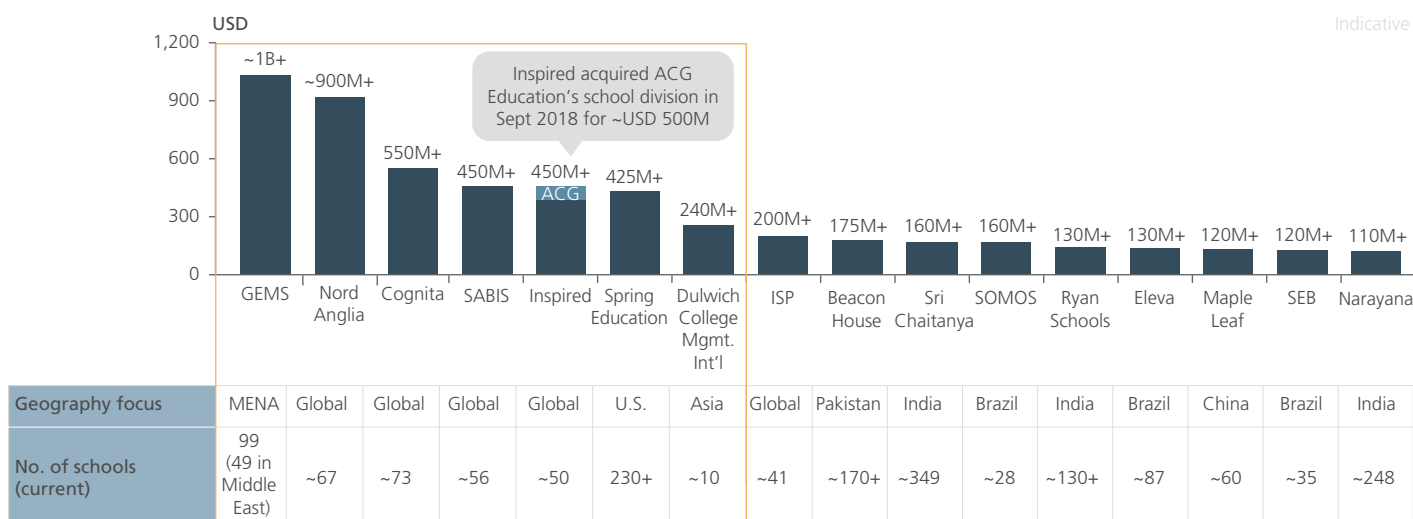 USD
Indicative
1,200
900
600
300
0
~1B+
~900M+
550M+
450M+
450M+
425M+
240M+
200M+
175M+
160M+
160M+
130M+
130M+
120M+
120M+
110M+
Inspired acquired ACG
Education’s school division in
Sept 2018 for ~USD 500M
ACG
GEMS
Nord
Anglia
Cognita
SABIS
Inspired
Spring
Education
Dulwich
College
Mgmt.
Int’l
ISP
Beacon
House
Sri
Chaitanya
SOMOS
Ryan
Schools
Eleva
Maple
Leaf
SEB
Narayana
Geography focus
MENA
Global
Global
Global
Global
U.S.
Asia
Global
Pakistan
India
Brazil
India
Brazil
China
Brazil
India
No. of schools
(current)
99
(49 in
Middle
East)
~67
~73
~56
~50
230+
~10
~41
~170+
~349
~28
~130+
~87
~60
~35
~248